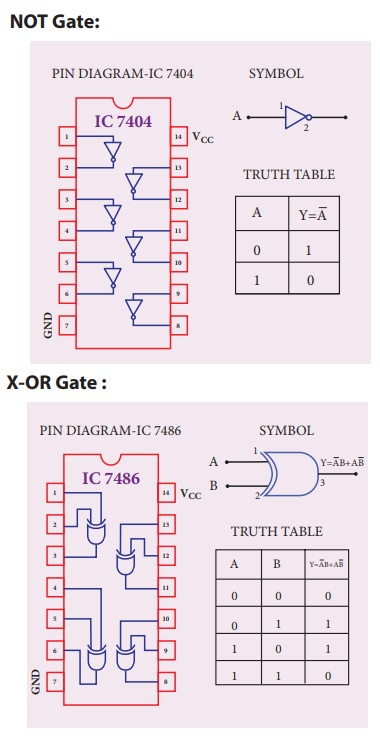 NOT Gate:
PIN DIAGRAM-IC 7404 SYMBOL
IC 7404
1 14 VCC
2 13
3 12
4 11
5 10
6 9
GND 7 8
A 1 2
TRUTH TABLE
A Y=A̅
0 1
1 0
X-OR Gate :
PIN DIAGRAM-IC 7486 SYMBOL
IC 7486
1 14 VCC
2 13
3 12
4 11
5 10
6 9
GND 7 8
A 1 Y=A̅B+AB̅
B 2 3
TRUTH TABLE
A B Y=A̅B+AB̅
0 0 0
0 1 1
1 0 1
1 1 0